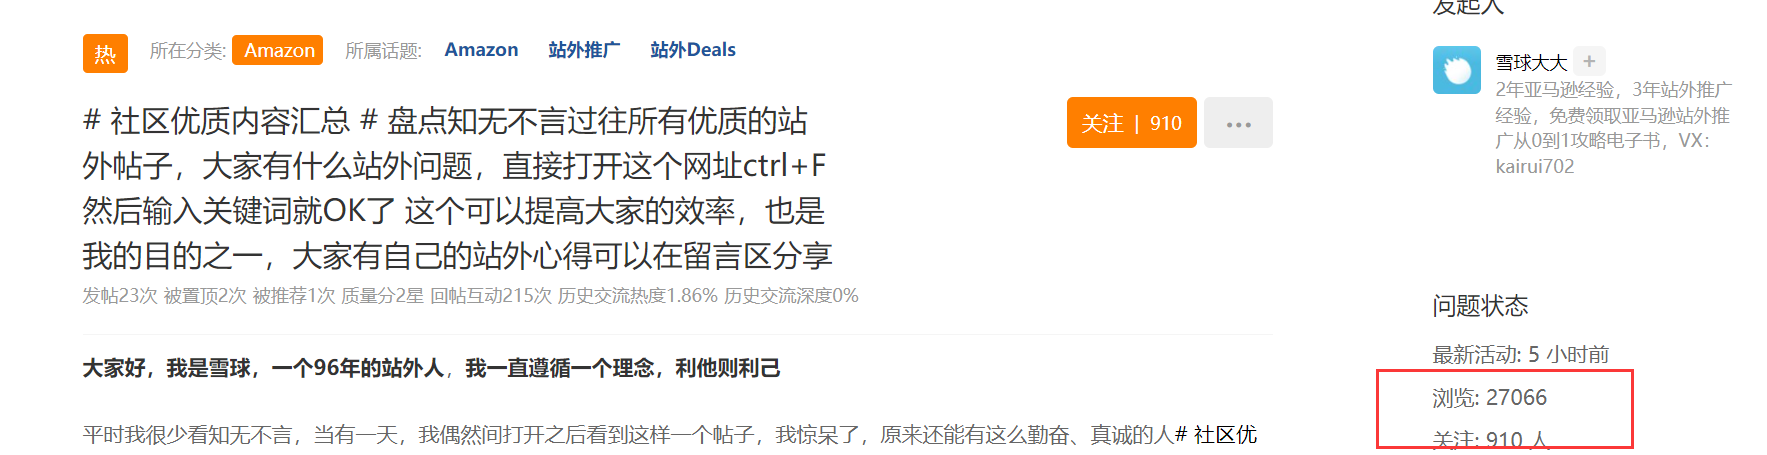 热 所在分类: Amazon 所属话题: Amazon 站外推广 站外Deals
# 社区优质内容汇总 # 盘点知无不言过往所有优质的站
外帖子，大家有什么站外问题，直接打开这个网址ctrl+F
然后输入关键词就OK了 这个可以提高大家的效率，也是
我的目的之一，大家有自己的站外心得可以在留言区分享
关注 | 910 •••
发帖23次 被置顶2次 被推荐1次 质量分2星 回帖互动215次 历史交流热度1.86% 历史交流深度0%
大家好，我是雪球，一个96年的站外人，我一直遵循一个理念，利他则利己
平时我很少看知无不言，当有一天，我偶然间打开之后看到这样一个帖子，我惊呆了，原来还能有这么勤奋、真诚的人# 社区优
发起人
雪球大大 +
2年亚马逊经验，3年站外推广
经验，免费领取亚马逊站外推
广从0到1攻略电子书，VX：
kairui702
问题状态
最新活动: 5 小时前
浏览: 27066
关注: 910 人